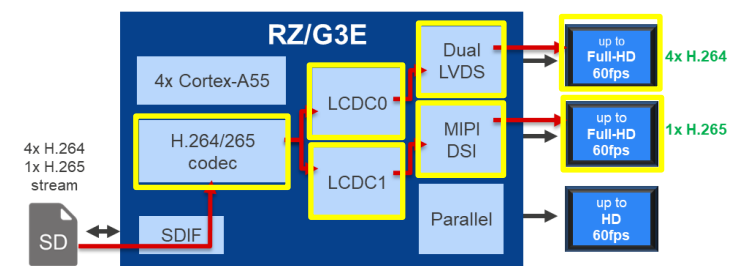 RZ/G3E
4x Cortex-A55
H.264/265
codec
SDIF
LCDC0
LCDC1
Dual
LVDS
MIPI
DSI
Parallel
4x H.264
1x H.265
stream
SD
up to
Full-HD
60fps
4x H.264
up to
Full-HD
60fps
1x H.265
up to
HD
60fps